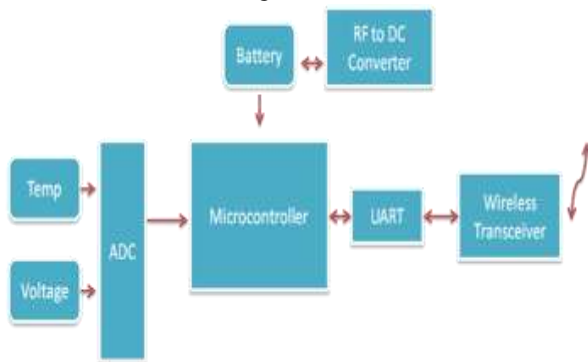 Battery
RF to DC
Converter
Temp
Voltage
ADC
Microcontroller
UART
Wireless
Transceiver